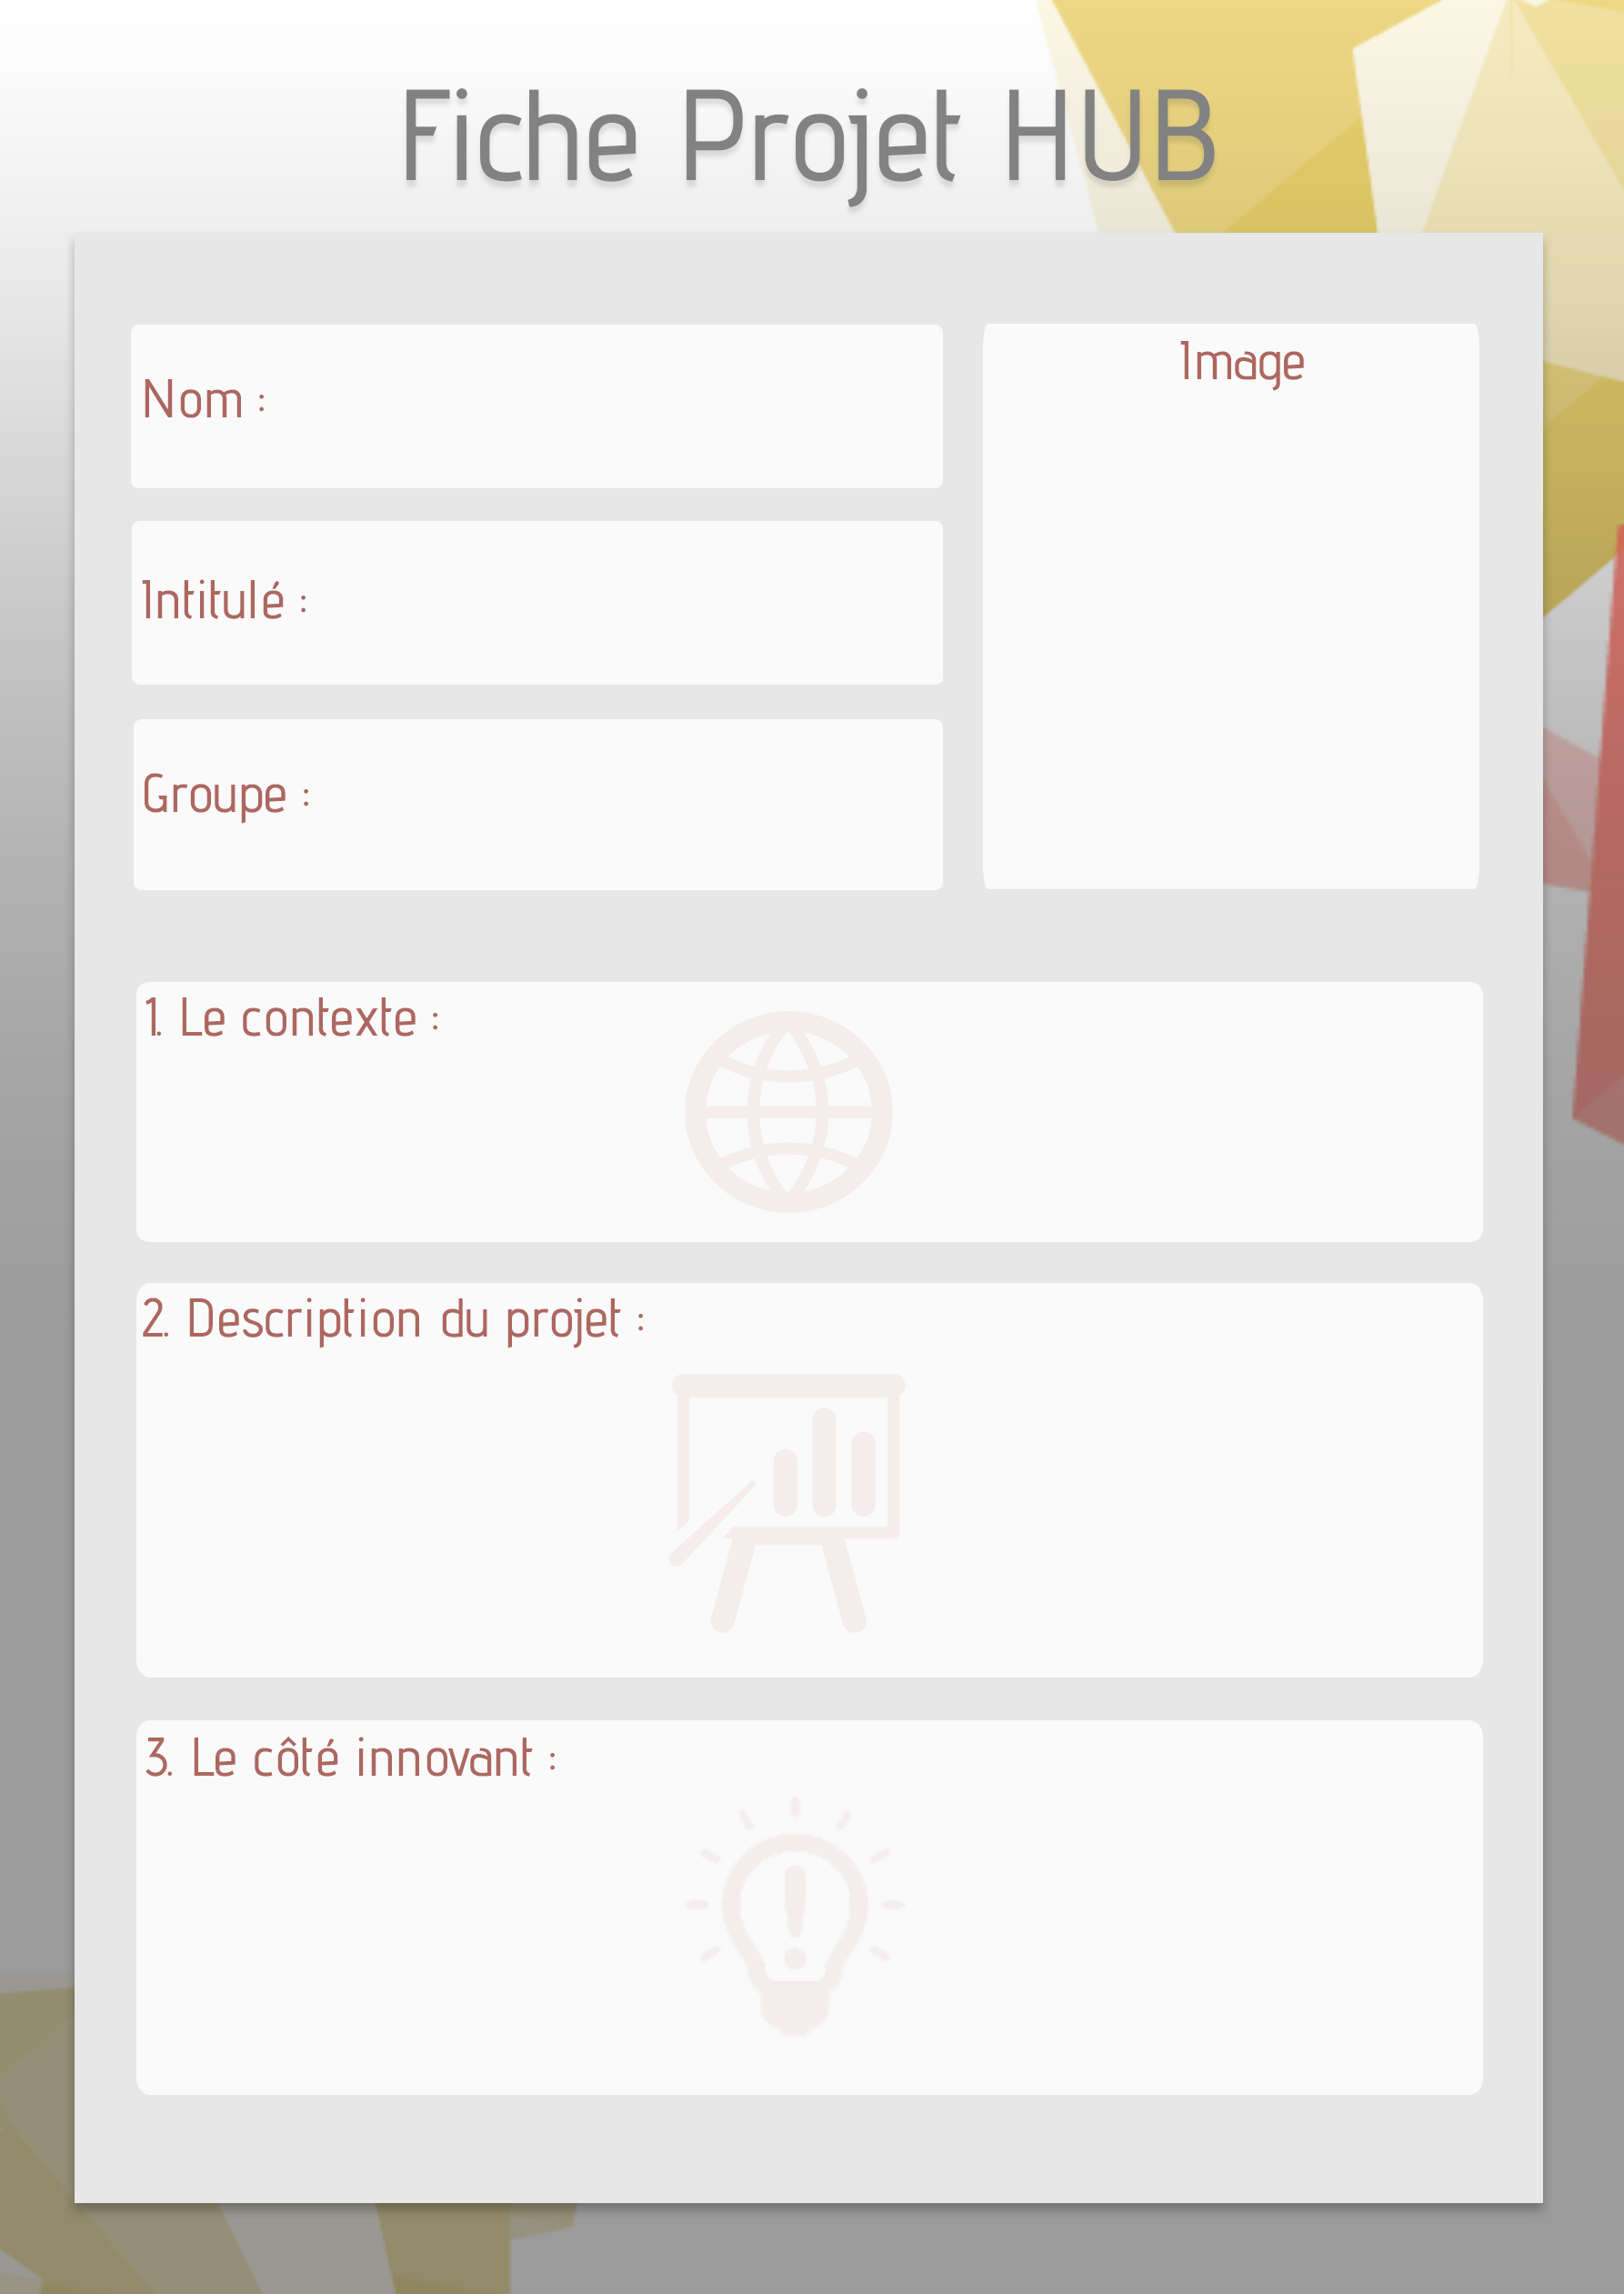 Fiche Projet HUB
Nom :
Image
Intitulé :
Groupe :
1. Le contexte :
2. Description du projet :
3. Le côté innovant :